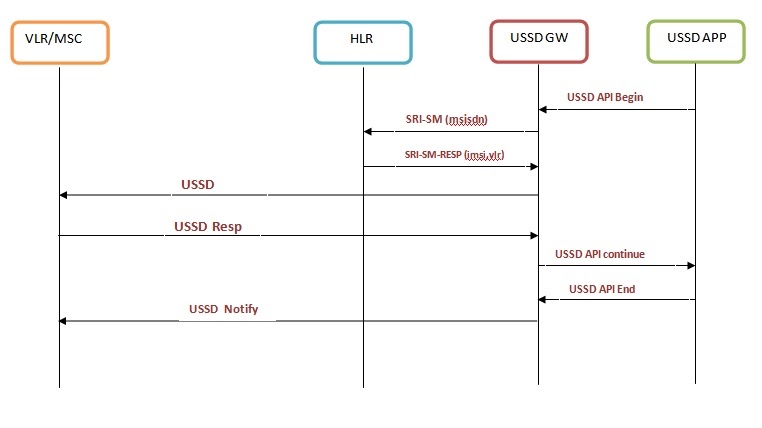 VLR/MSC
HLR
USSD GW
USSD APP
USSD API Begin
SRI-SM (msisdn)
SRI-SM-RESP (imsi,vlr)
USSD
USSD Resp
USSD API continue
USSD API End
USSD Notify